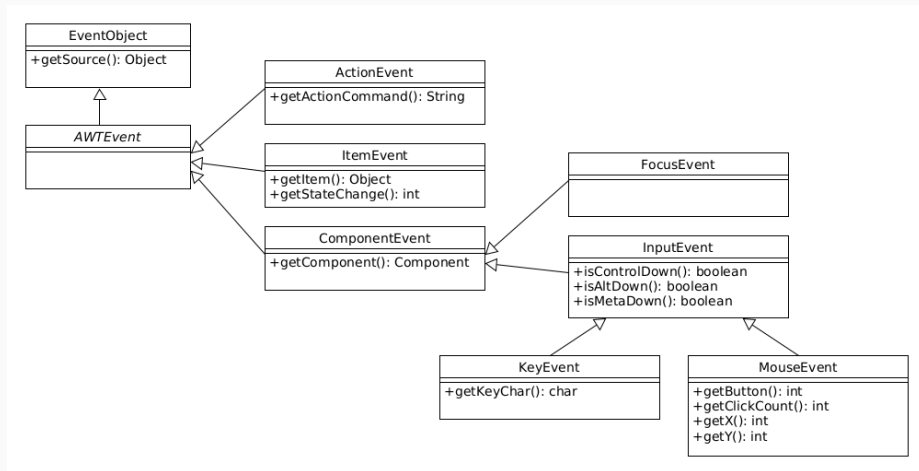 EventObject
+getSource(): Object
AWTEvent
ActionEvent
+getActionCommand(): String
ItemEvent
+getItem(): Object
+getStateChange(): int
ComponentEvent
+getComponent(): Component
FocusEvent
InputEvent
+isControlDown(): boolean
+isAltDown(): boolean
+isMetaDown(): boolean
KeyEvent
+getKeyChar(): char
MouseEvent
+getButton(): int
+getClickCount(): int
+getX(): int
+getY(): int